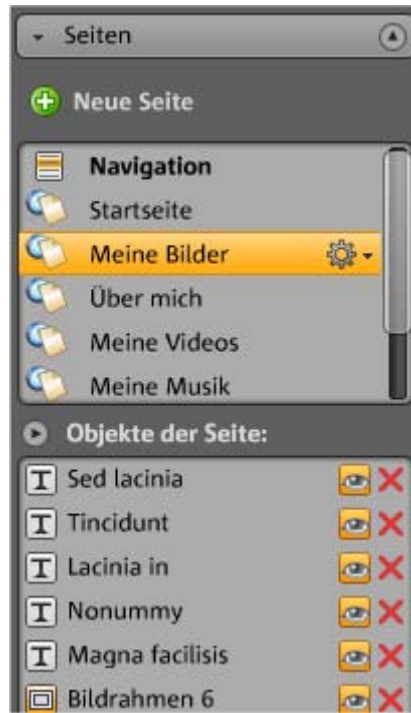 Seiten
Neue Seite
Navigation
Startseite
Meine Bilder
Über mich
Meine Videos
Meine Musik
Objekte der Seite:
T Sed lacinia
T Tincidunt
T Lacinia in
T Nonummy
T Magna facilisis
Bildrahmen 6